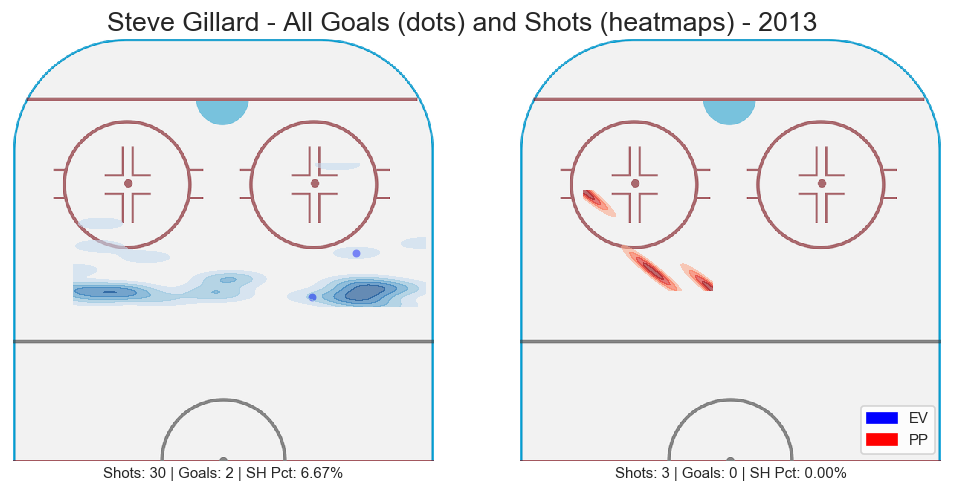 Steve Gillard - All Goals (dots) and Shots (heatmaps) - 2013
EV
PP
Shots: 30 | Goals: 2 | SH Pct: 6.67%
Shots: 3 | Goals: 0 | SH Pct: 0.00%